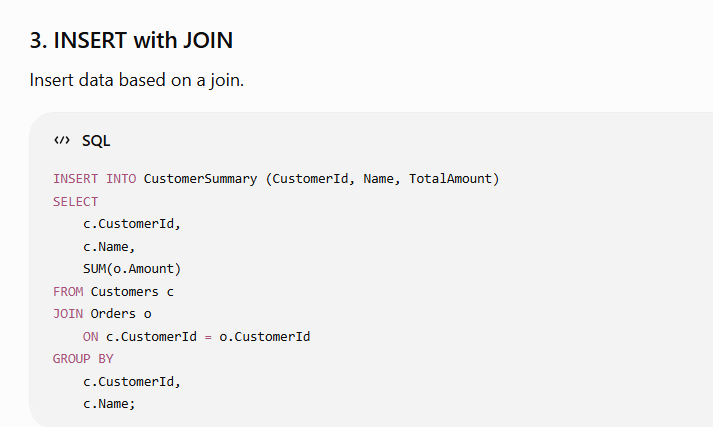 3. INSERT with JOIN
Insert data based on a join.
</> SQL
INSERT INTO CustomerSummary (CustomerId, Name, TotalAmount)
SELECT
    c.CustomerId,
    c.Name,
    SUM(o.Amount)
FROM Customers c
JOIN Orders o
    ON c.CustomerId = o.CustomerId
GROUP BY
    c.CustomerId,
    c.Name;